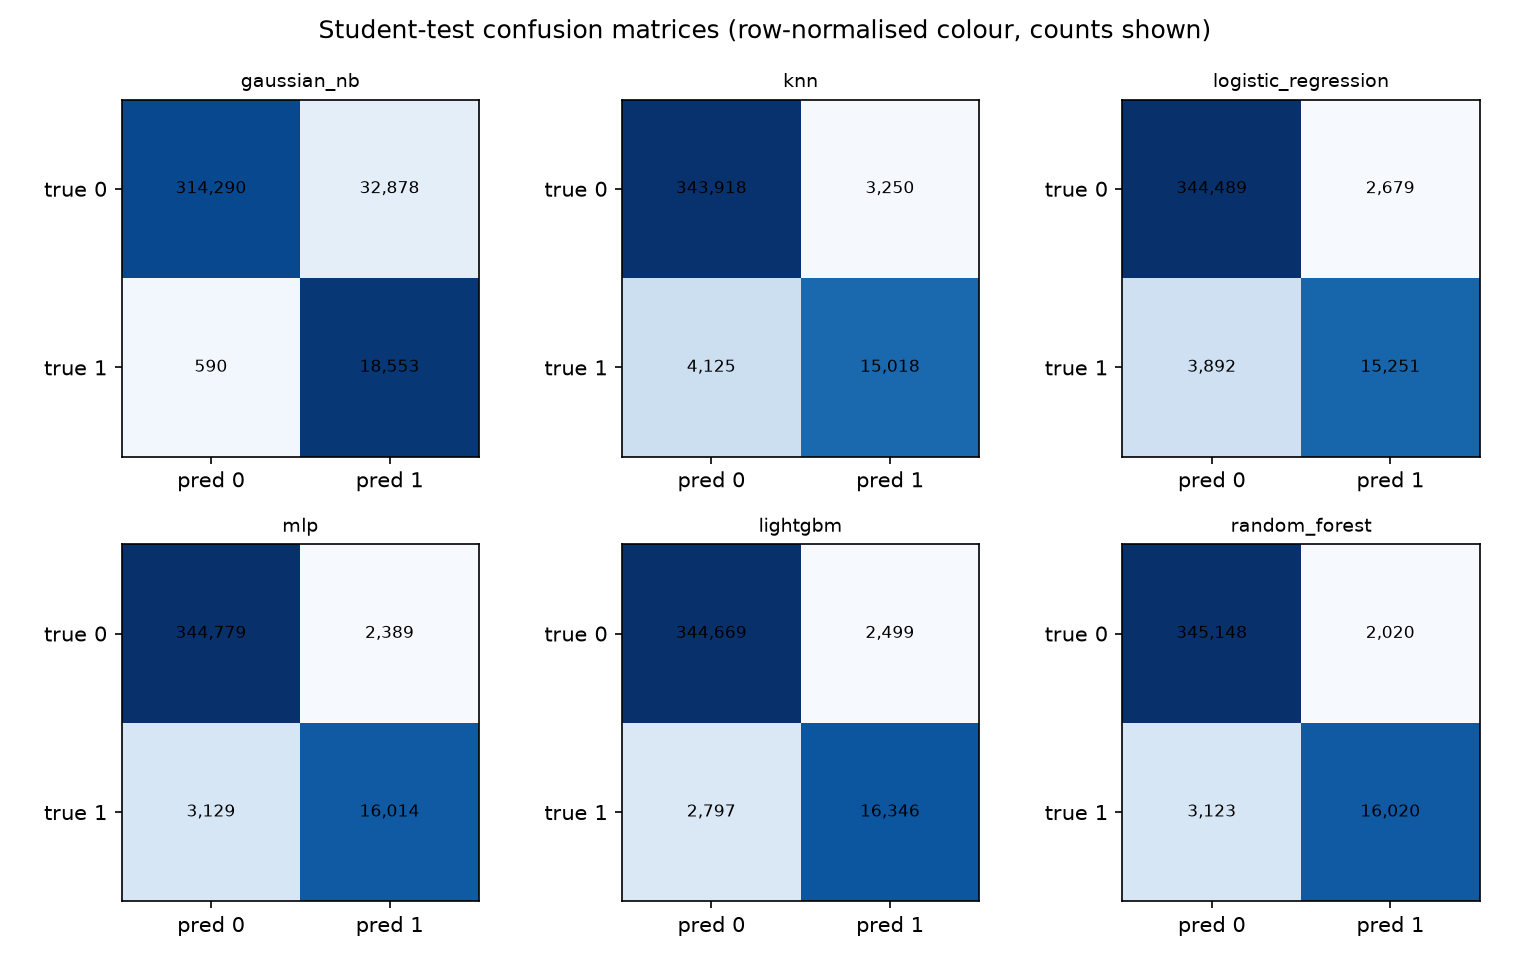 Student-test confusion matrices (row-normalised colour, counts shown)
gaussian_nb
true 0
314,290
32,878
true 1
590
18,553
pred 0
pred 1
knn
true 0
343,918
3,250
true 1
4,125
15,018
pred 0
pred 1
logistic_regression
true 0
344,489
2,679
true 1
3,892
15,251
pred 0
pred 1
mlp
true 0
344,779
2,389
true 1
3,129
16,014
pred 0
pred 1
lightgbm
true 0
344,669
2,499
true 1
2,797
16,346
pred 0
pred 1
random_forest
true 0
345,148
2,020
true 1
3,123
16,020
pred 0
pred 1